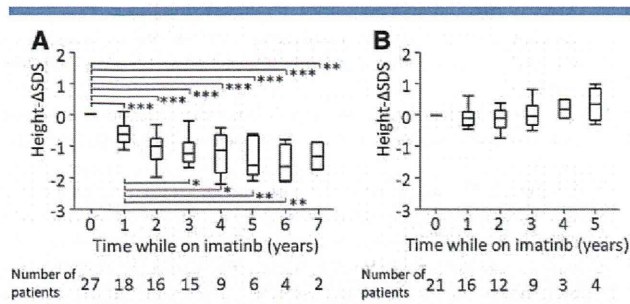 A
B
Height-ΔSDS
2
1
0
-1
-2
-3
**
***
***
***
***
***
***
*
*
**
**
0 1 2 3 4 5 6 7
Time while on imatinb (years)
Number of patients 27 18 16 15 9 6 4 2
Height-ΔSDS
2
1
0
-1
-2
-3
0 1 2 3 4 5
Time while on imatinb (years)
Number of patients 21 16 12 9 3 4